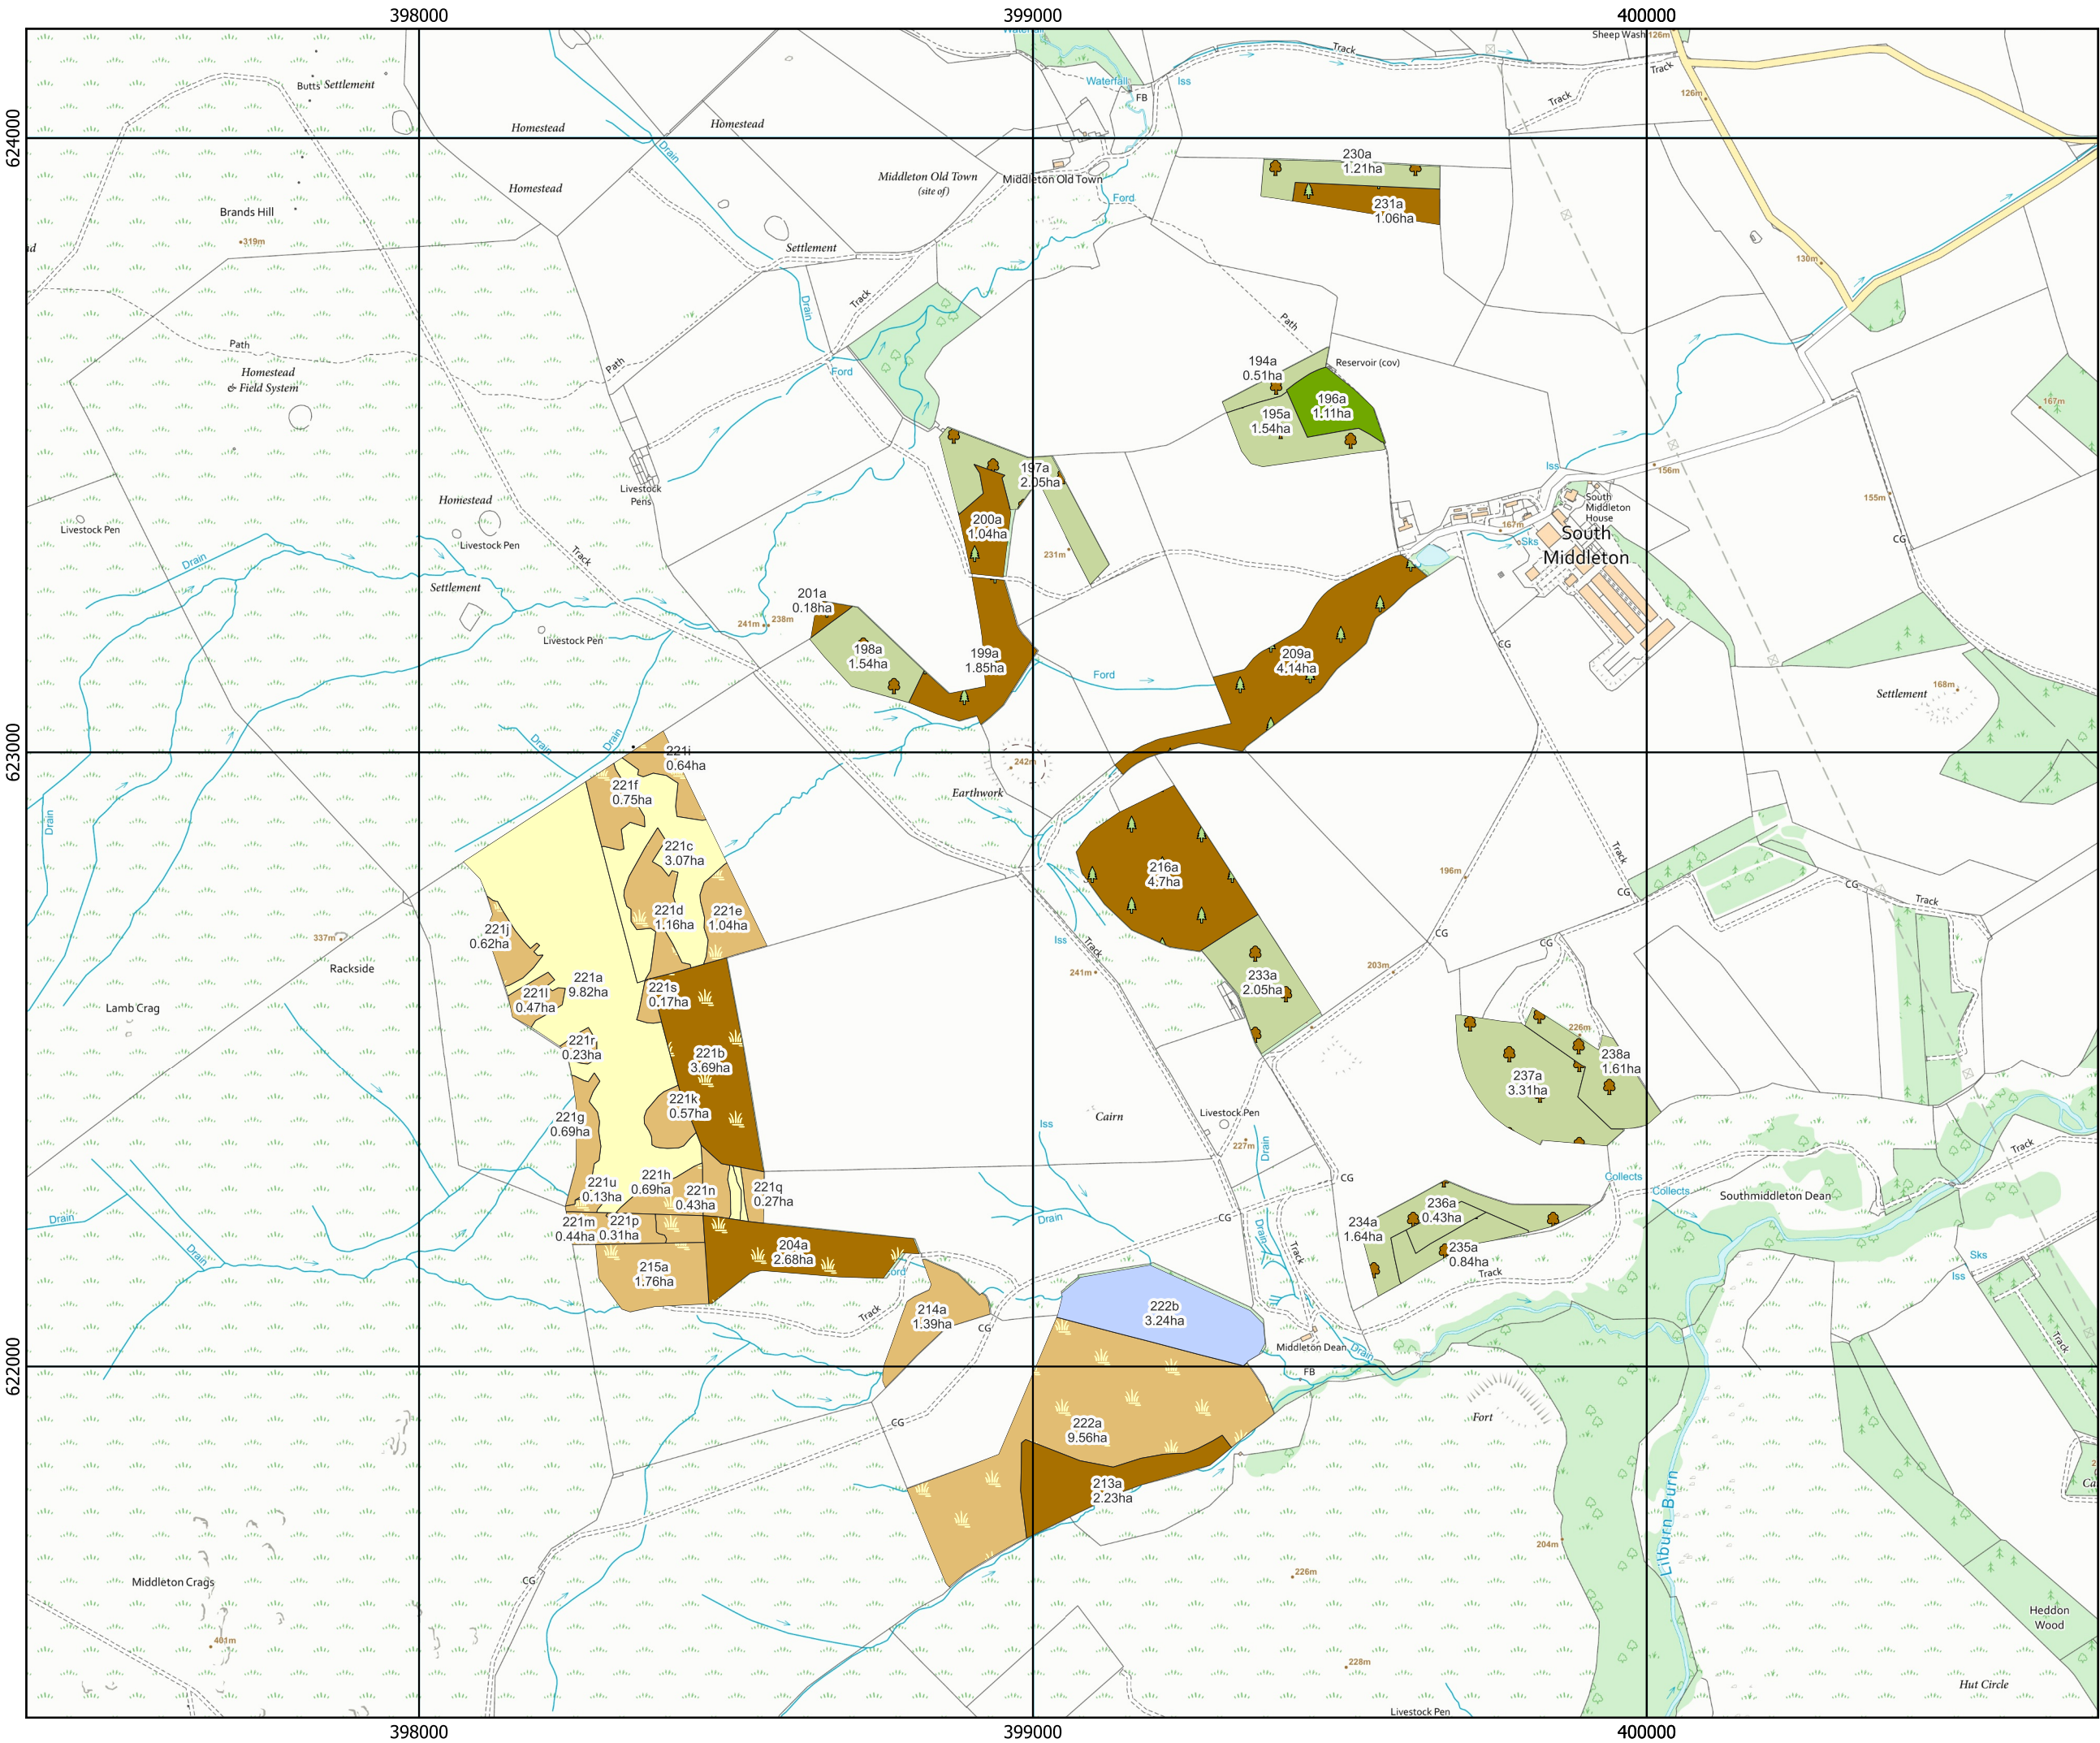 398000
399000
400000
624000
623000
622000
398000
399000
400000
Butts
Settlement
Homestead
Homestead
Homestead
Drain
Brands Hill
319m
Middleton Old Town
(site of)
Middleton Old Town
Settlement
Waterfall
Waterfall
FB
Iss
Track
Ford
Sheep Wash
126m
Track
Track
126m
130m
230a
1.21ha
231a
1.06ha
Path
Homestead
& Field System
Path
Drain
Track
Ford
Path
Reservoir (cov)
194a
0.51ha
195a
1.54ha
196a
1.11ha
167m
Livestock Pen
Drain
Homestead
Livestock Pen
Settlement
Livestock Pen
Track
Livestock
Pens
197a
2.05ha
200a
1.04ha
231m
201a
0.18ha
241m
238m
198a
1.54ha
199a
1.85ha
Ford
209a
4.14ha
Iss
156m
155m
South
Middleton
House
167m
Sks
South
Middleton
CG
CG
Settlement
168m
Drain
Drain
Drain
242m
Earthwork
221i
0.64ha
221f
0.75ha
221c
3.07ha
221d
1.16ha
221e
1.04ha
221j
0.62ha
221a
9.82ha
221l
0.47ha
221s
0.17ha
221r
0.23ha
221b
3.69ha
221k
0.57ha
221g
0.69ha
221h
0.69ha
221u
0.13ha
221n
0.43ha
221q
0.27ha
221m
0.44ha
221p
0.31ha
204a
2.68ha
215a
1.76ha
214a
1.39ha
337m
Rackside
Lamb Crag
216a
4.7ha
Iss
Track
241m
233a
2.05ha
196m
203m
CG
CG
Track
CG
CG
Track
226m
237a
3.31ha
238a
1.61ha
Cairn
Iss
Livestock Pen
227m
Drain
CG
CG
Drain
Drain
Track
234a
1.64ha
236a
0.43ha
235a
0.84ha
Track
Collects
Collects
Southmiddleton Dean
Track
Sks
Iss
Track
Drain
Drain
Track
CG
CG
222b
3.24ha
Middleton Dean
Drain
FB
222a
9.56ha
213a
2.23ha
Fort
204m
Lilburn Burn
CG
Middleton Crags
401m
226m
228m
Livestock Pen
Heddon
Wood
Hut Circle